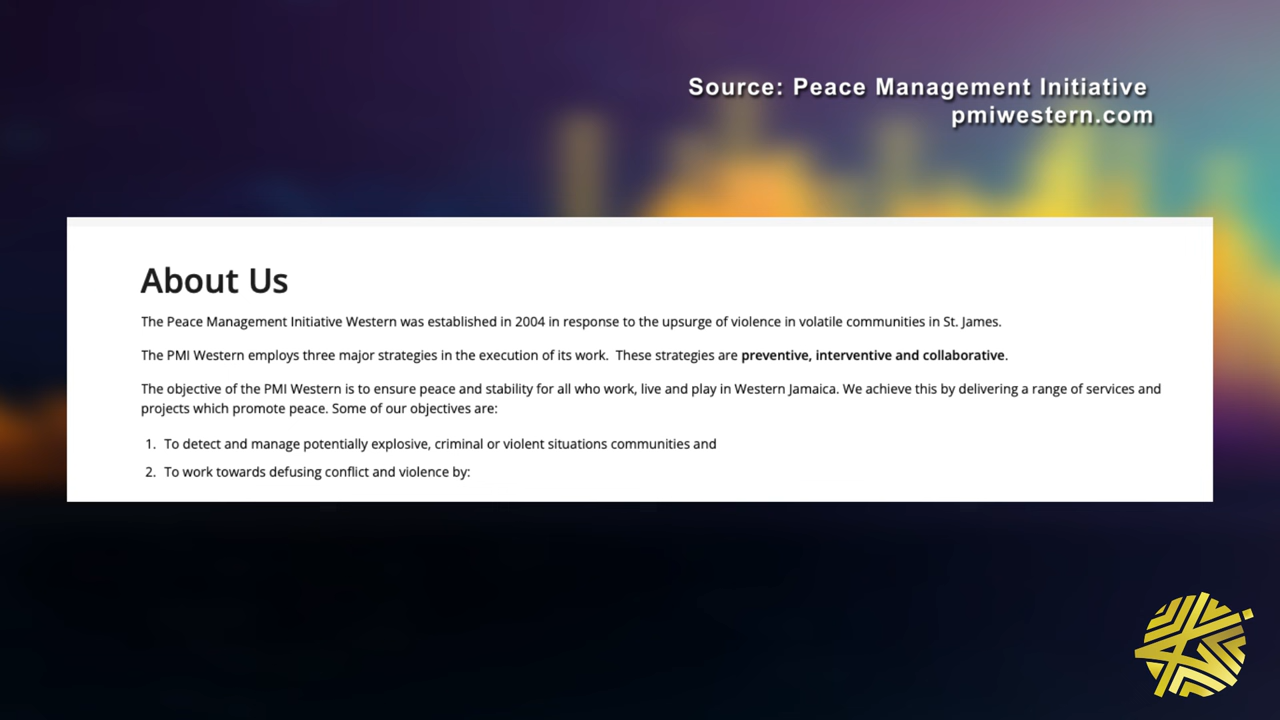 Source: Peace Management Initiative
pmiwestern.com
About Us
The Peace Management Initiative Western was established in 2004 in response to the upsurge of violence in volatile communities in St. James.
The PMI Western employs three major strategies in the execution of its work.  These strategies are preventive, interventive and collaborative.
The objective of the PMI Western is to ensure peace and stability for all who work, live and play in Western Jamaica. We achieve this by delivering a range of services and
projects which promote peace. Some of our objectives are:
1. To detect and manage potentially explosive, criminal or violent situations communities and
2. To work towards defusing conflict and violence by: